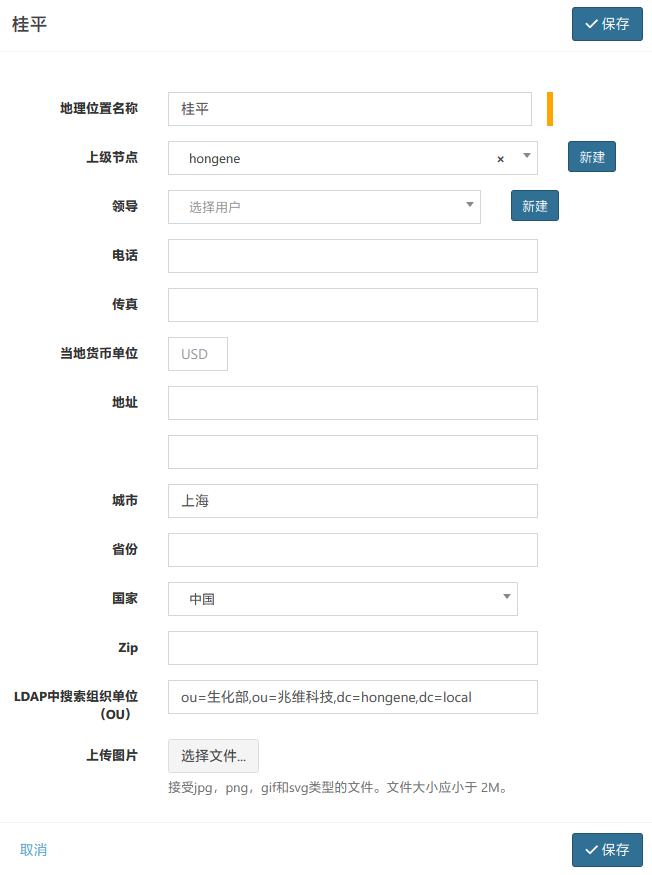 桂平
保存
地理位置名称
桂平
上级节点
hongene
×
新建
领导
选择用户
新建
电话
传真
当地货币单位
USD
地址
城市
上海
省份
国家
中国
Zip
LDAP中搜索组织单位
（OU）
ou=生化部,ou=兆维科技,dc=hongene,dc=local
上传图片
选择文件...
接受jpg，png，gif和svg类型的文件。文件大小应小于 2M。
取消
保存